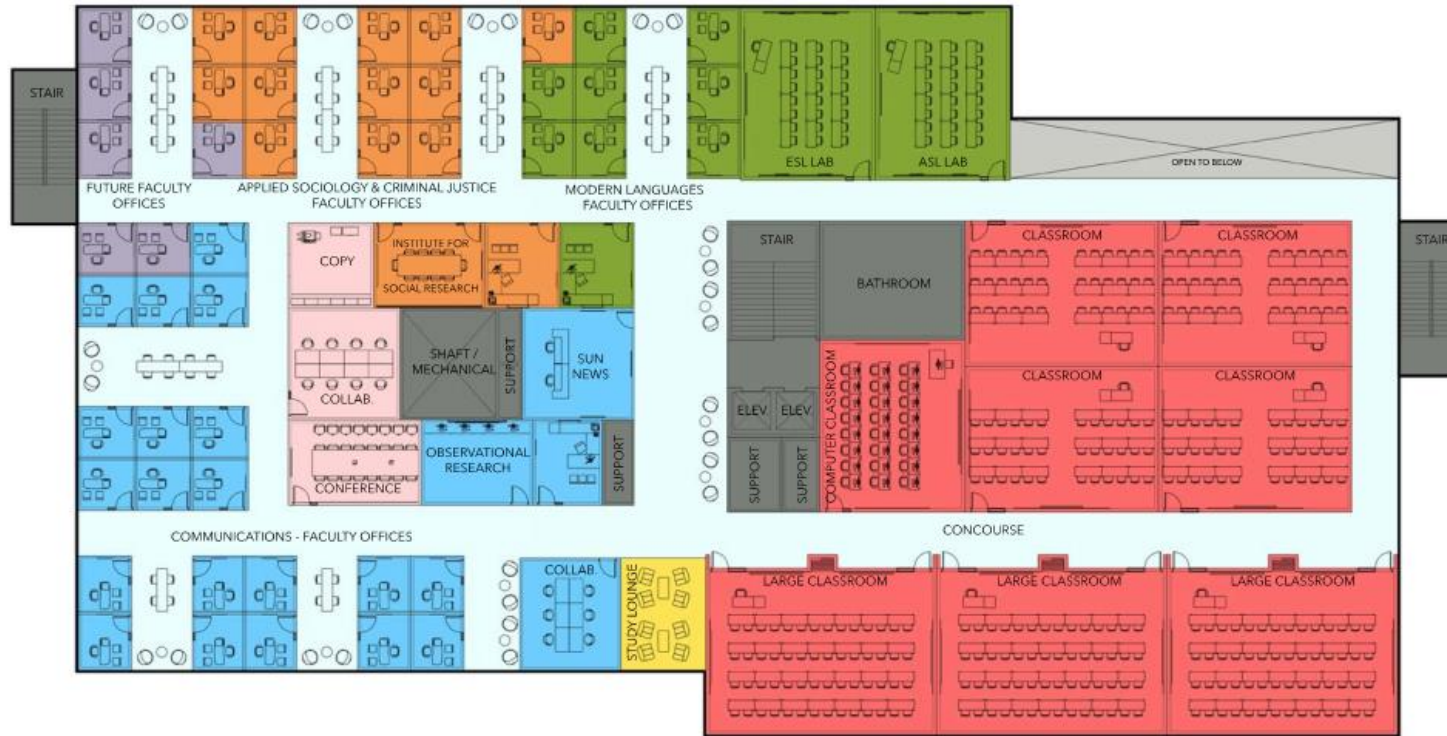 STAIR
ESL LAB
ASL LAB
OPEN TO BELOW
FUTURE FACULTY
OFFICES
APPLIED SOCIOLOGY & CRIMINAL JUSTICE
FACULTY OFFICES
MODERN LANGUAGES
FACULTY OFFICES
COPY
INSTITUTE FOR
SOCIAL RESEARCH
STAIR
BATHROOM
CLASSROOM
CLASSROOM
STAIR
COLLAB.
SHAFT /
MECHANICAL
SUPPORT
SUN
NEWS
ELEV.
ELEV.
COMPUTER CLASSROOM
CLASSROOM
CLASSROOM
CONFERENCE
OBSERVATIONAL
RESEARCH
SUPPORT
SUPPORT
SUPPORT
COMMUNICATIONS - FACULTY OFFICES
CONCOURSE
COLLAB.
STUDY LOUNGE
LARGE CLASSROOM
LARGE CLASSROOM
LARGE CLASSROOM